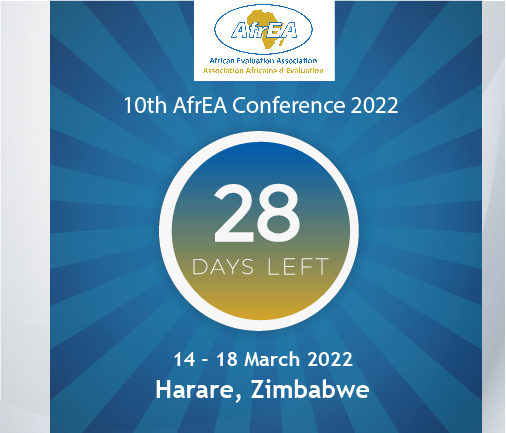 AfrEA
African Evaluation Association
Association Africaine d'Evaluation
10th AfrEA Conference 2022
28
DAYS LEFT
14 – 18 March 2022
Harare, Zimbabwe